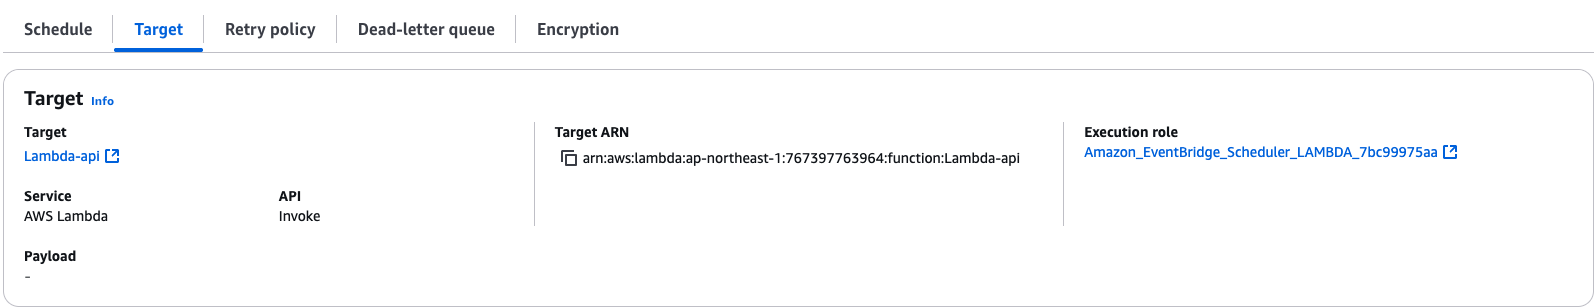 Schedule
Target
Retry policy
Dead-letter queue
Encryption
Target Info
Target
Lambda-api
Service
AWS Lambda
API
Invoke
Payload
-
Target ARN
arn:aws:lambda:ap-northeast-1:767397763964:function:Lambda-api
Execution role
Amazon_EventBridge_Scheduler_LAMBDA_7bc99975aa